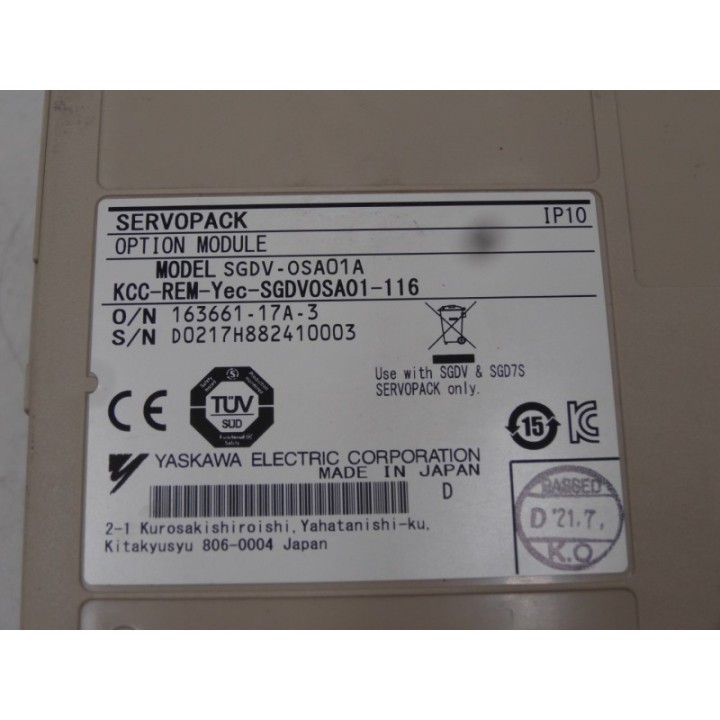 SERVOPACK IP10
OPTION MODULE
MODEL SGDV-OSA01A
KCC-REM-Yec-SGDVOSA01-116
O/N 163661-17A-3
S/N D0217H882410003
Use with SGDV & SGD7S
SERVOPACK only.
CE
TÜV
SÜD
Functional
Safety
15
YASKAWA ELECTRIC CORPORATION
MADE IN JAPAN D
2-1 Kurosakishiroishi, Yahatanishi-ku,
Kitakyusyu 806-0004 Japan
PASSED
D '21.7,
K.O